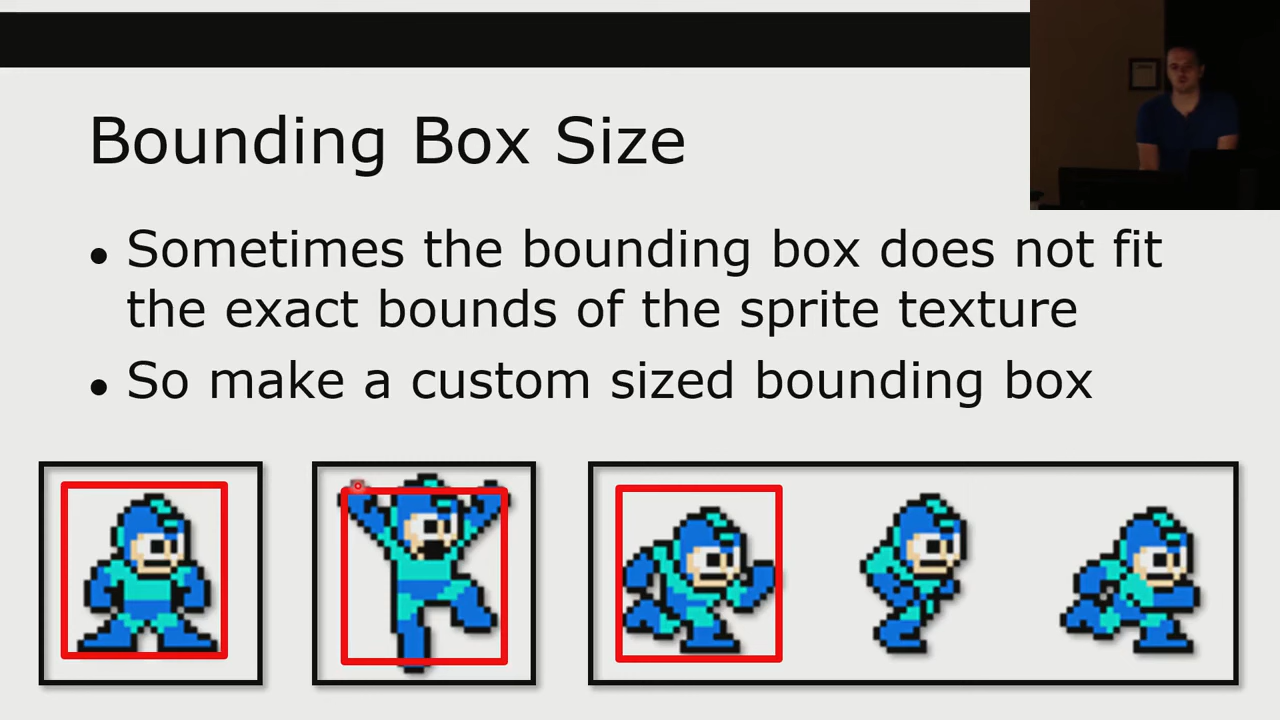 Bounding Box Size
• Sometimes the bounding box does not fit
the exact bounds of the sprite texture
• So make a custom sized bounding box